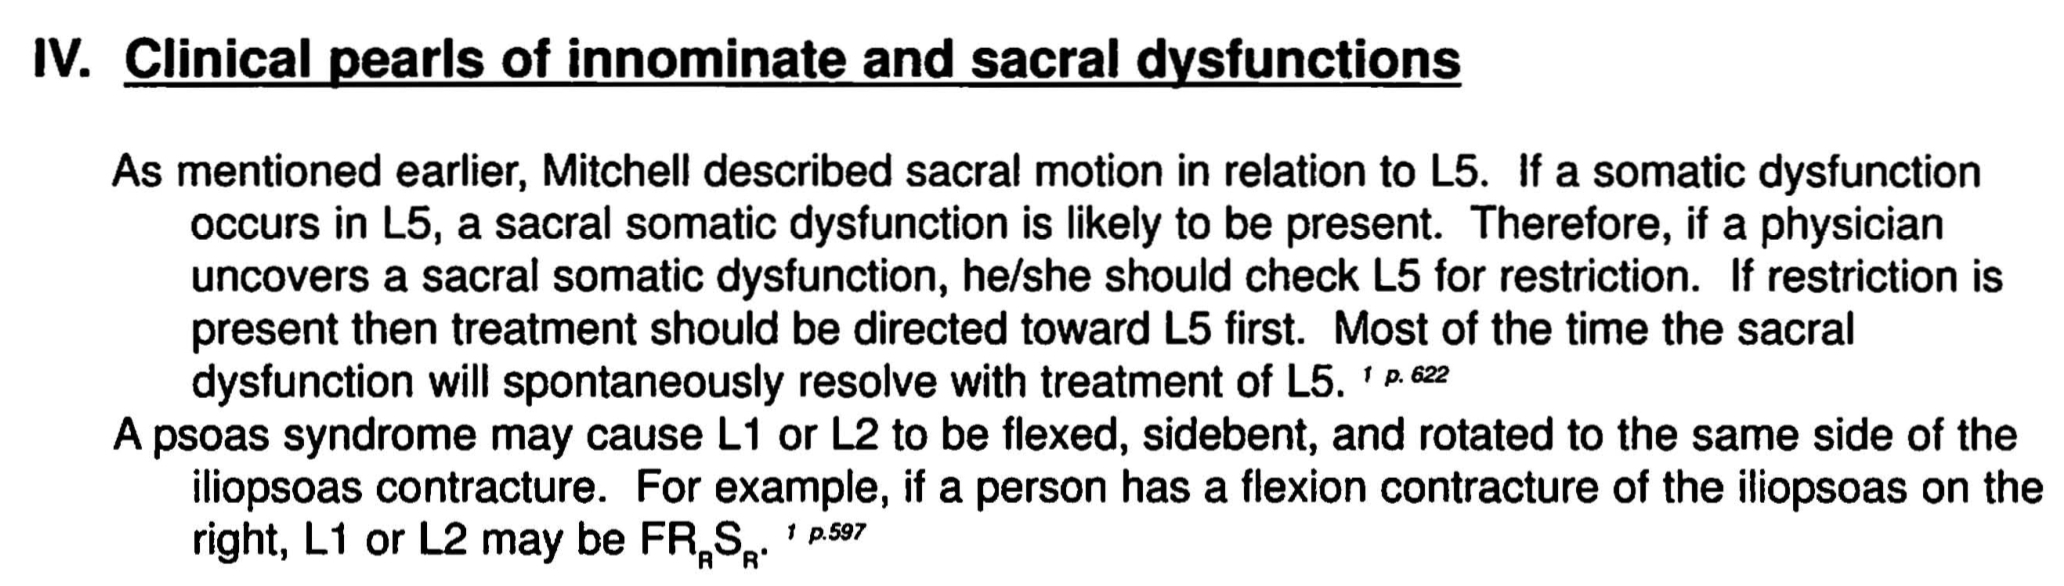 IV. Clinical pearls of innominate and sacral dysfunctions
As mentioned earlier, Mitchell described sacral motion in relation to L5. If a somatic dysfunction
occurs in L5, a sacral somatic dysfunction is likely to be present. Therefore, if a physician
uncovers a sacral somatic dysfunction, he/she should check L5 for restriction. If restriction is
present then treatment should be directed toward L5 first. Most of the time the sacral
dysfunction will spontaneously resolve with treatment of L5. 1 p. 622
A psoas syndrome may cause L1 or L2 to be flexed, sidebent, and rotated to the same side of the
iliopsoas contracture. For example, if a person has a flexion contracture of the iliopsoas on the
right, L1 or L2 may be FRRSR. 1 p.597